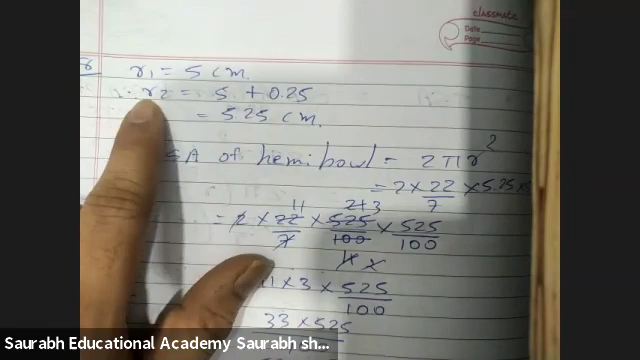 classmate
Date
Page
r1 = 5 cm.
∴ r2 = 5 + 0.25
= 5.25 cm.
SA of hemi bowl = 2πr²
= 2 × 22/7 × 5.25 ×
= 2 × 22/7 × 525/100 × 525/100
11 × 3 × 525/100
33 × 525
Saurabh Educational Academy Saurabh sh...